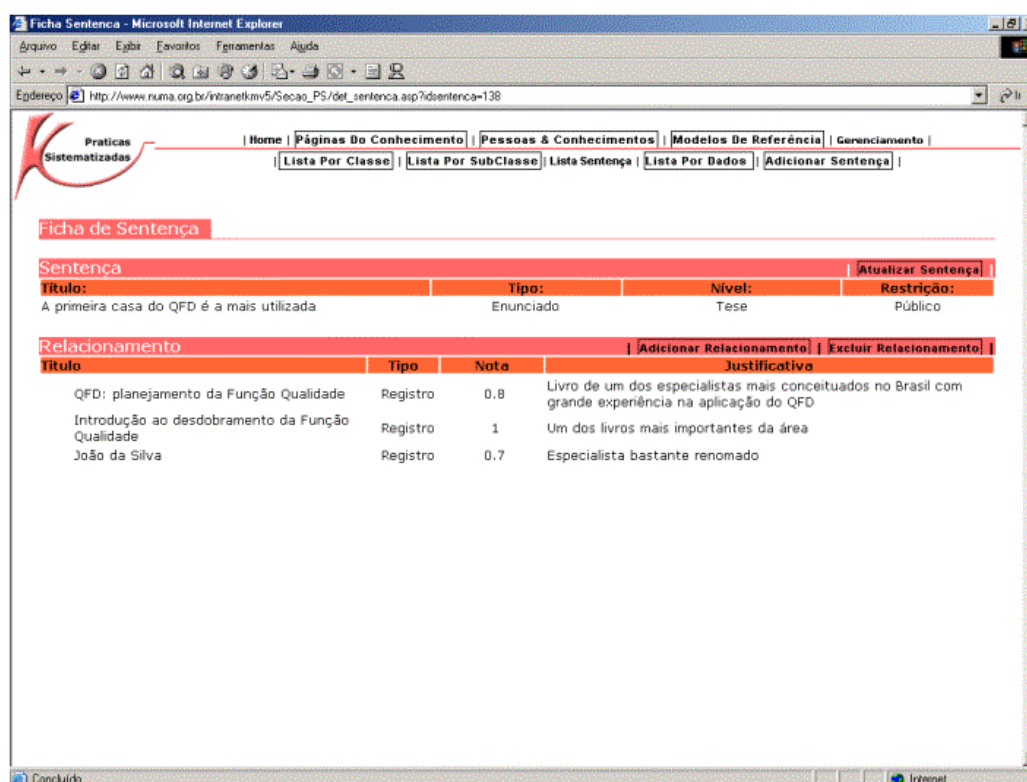 Ficha Sentenca - Microsoft Internet Explorer
Arquivo Editar Exibir Favoritos Ferramentas Ajuda
Endereço http://www.numa.org.br/intranetkmv5/Secao_PS/det_sentenca.asp?idsentenca=138
Praticas Sistematizadas
| Home | Páginas Do Conhecimento | Pessoas & Conhecimentos | Modelos De Referência | Gerenciamento |
| Lista Por Classe | Lista Por SubClasse | Lista Sentença | Lista Por Dados | Adicionar Sentença |
Ficha de Sentença
Sentença | Atualizar Sentença |
Título: Tipo: Nível: Restrição:
A primeira casa do QFD é a mais utilizada Enunciado Tese Público
Relacionamento | Adicionar Relacionamento | Excluir Relacionamento |
Titulo Tipo Nota Justificativa
QFD: planejamento da Função Qualidade Registro 0.8 Livro de um dos especialistas mais conceituados no Brasil com
grande experiência na aplicação do QFD
Introdução ao desdobramento da Função
Qualidade Registro 1 Um dos livros mais importantes da área
João da Silva Registro 0.7 Especialista bastante renomado
Concluído Internet